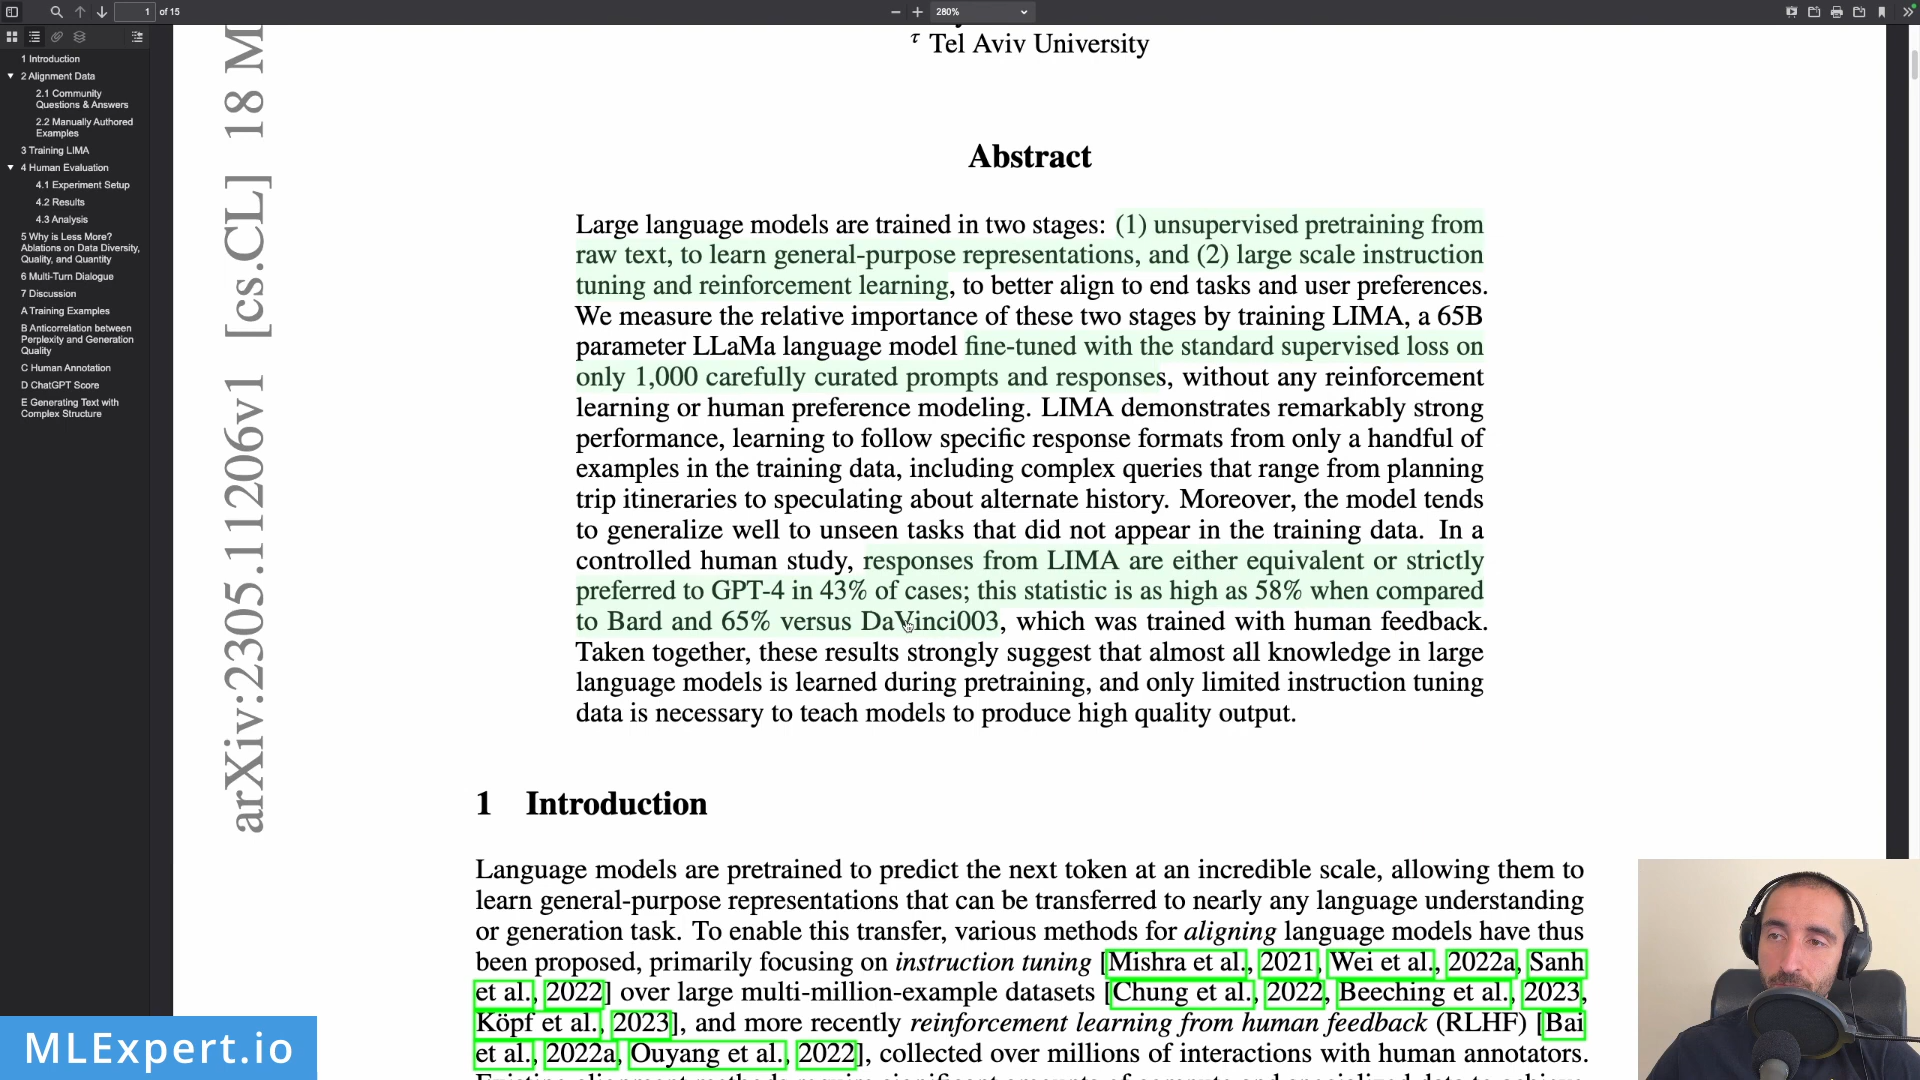 1 of 15
280%
1 Introduction
2 Alignment Data
2.1 Community
Questions & Answers
2.2 Manually Authored
Examples
3 Training LIMA
4 Human Evaluation
4.1 Experiment Setup
4.2 Results
4.3 Analysis
5 Why is Less More?
Ablations on Data Diversity,
Quality, and Quantity
6 Multi-Turn Dialogue
7 Discussion
A Training Examples
B Anticorrelation between
Perplexity and Generation
Quality
C Human Annotation
D ChatGPT Score
E Generating Text with
Complex Structure
arXiv:2305.11206v1 [cs.CL] 18 M
τ Tel Aviv University
Abstract
Large language models are trained in two stages: (1) unsupervised pretraining from
raw text, to learn general-purpose representations, and (2) large scale instruction
tuning and reinforcement learning, to better align to end tasks and user preferences.
We measure the relative importance of these two stages by training LIMA, a 65B
parameter LLaMa language model fine-tuned with the standard supervised loss on
only 1,000 carefully curated prompts and responses, without any reinforcement
learning or human preference modeling. LIMA demonstrates remarkably strong
performance, learning to follow specific response formats from only a handful of
examples in the training data, including complex queries that range from planning
trip itineraries to speculating about alternate history. Moreover, the model tends
to generalize well to unseen tasks that did not appear in the training data. In a
controlled human study, responses from LIMA are either equivalent or strictly
preferred to GPT-4 in 43% of cases; this statistic is as high as 58% when compared
to Bard and 65% versus DaVinci003, which was trained with human feedback.
Taken together, these results strongly suggest that almost all knowledge in large
language models is learned during pretraining, and only limited instruction tuning
data is necessary to teach models to produce high quality output.
1 Introduction
Language models are pretrained to predict the next token at an incredible scale, allowing them to
learn general-purpose representations that can be transferred to nearly any language understanding
or generation task. To enable this transfer, various methods for aligning language models have thus
been proposed, primarily focusing on instruction tuning [Mishra et al., 2021, Wei et al., 2022a, Sanh
et al., 2022] over large multi-million-example datasets [Chung et al., 2022, Beeching et al., 2023,
Köpf et al., 2023], and more recently reinforcement learning from human feedback (RLHF) [Bai
et al., 2022a, Ouyang et al., 2022], collected over millions of interactions with human annotators.
MLExpert.io